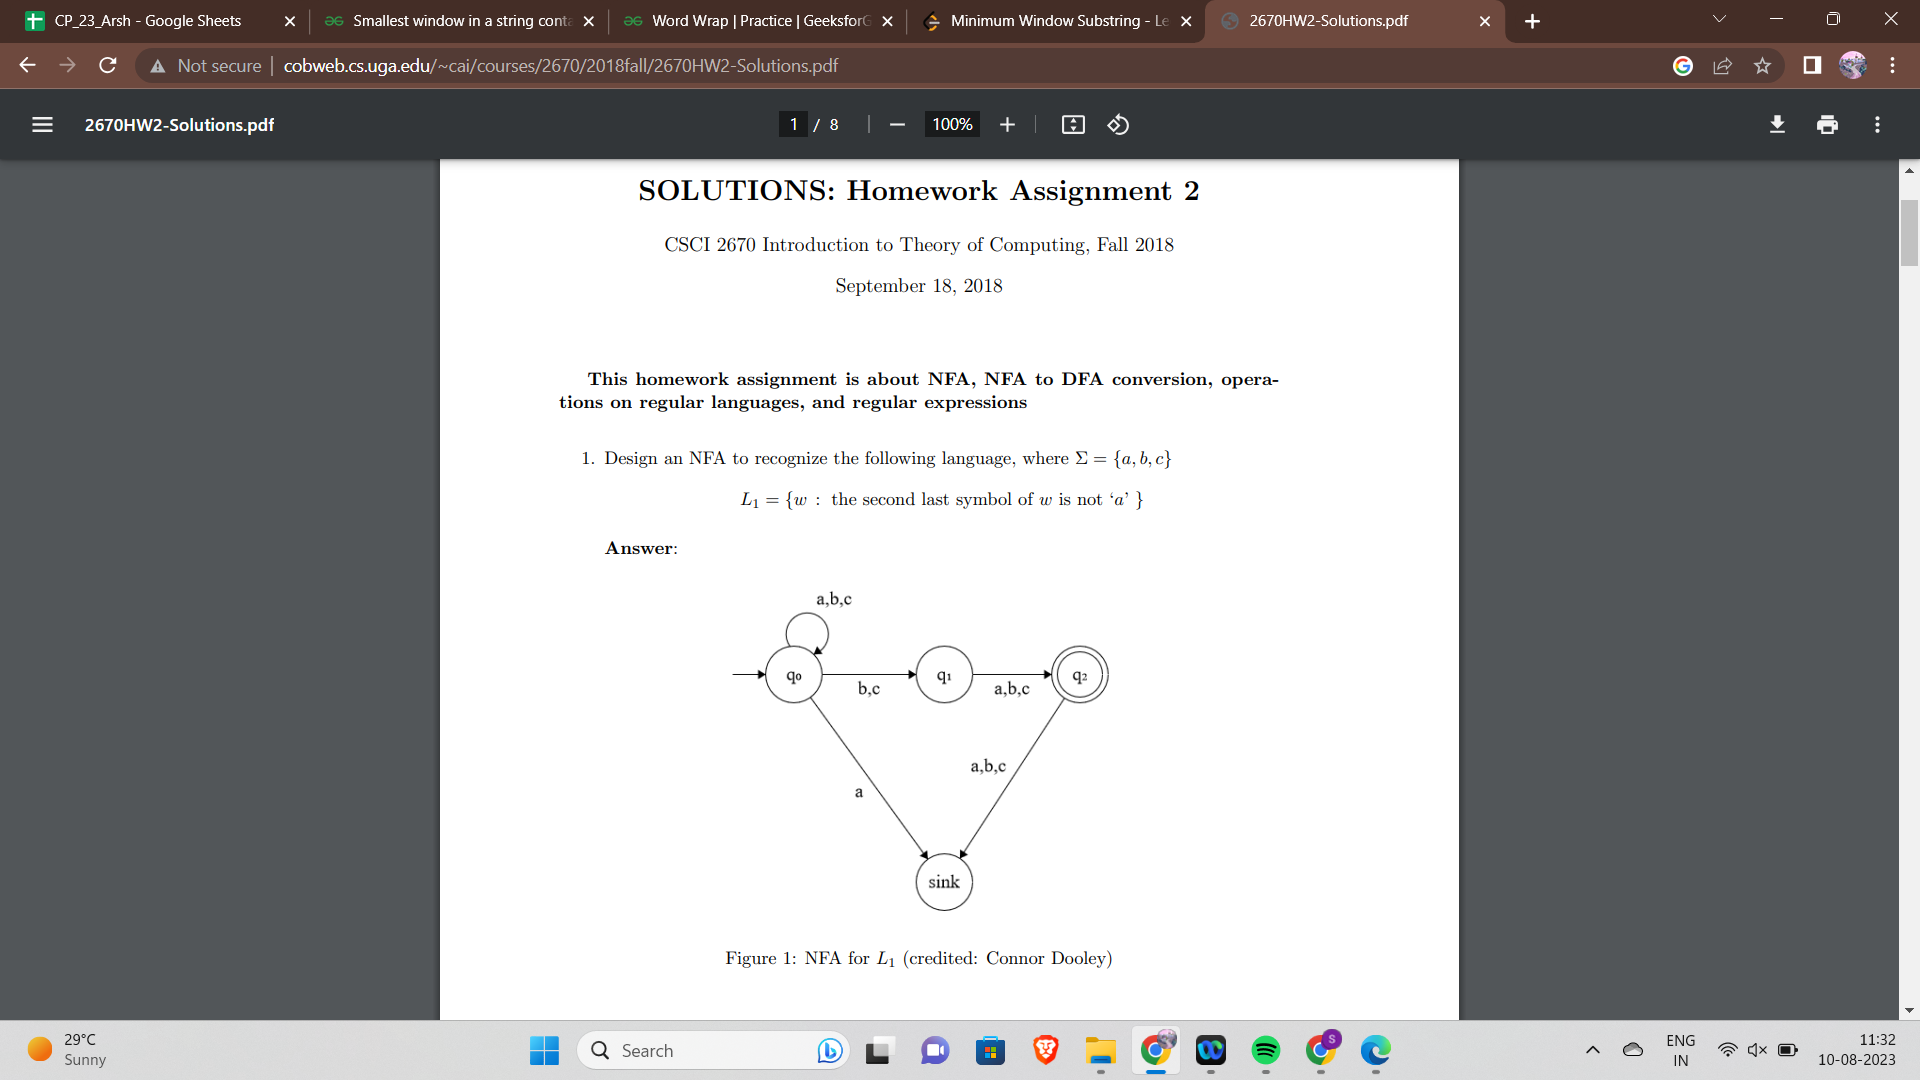 CP_23_Arsh - Google Sheets
Smallest window in a string conta
Word Wrap | Practice | GeeksforG
Minimum Window Substring - Le
2670HW2-Solutions.pdf
Not secure | cobweb.cs.uga.edu/~cai/courses/2670/2018fall/2670HW2-Solutions.pdf
2670HW2-Solutions.pdf
1 / 8
100%
SOLUTIONS: Homework Assignment 2
CSCI 2670 Introduction to Theory of Computing, Fall 2018
September 18, 2018
This homework assignment is about NFA, NFA to DFA conversion, opera-
tions on regular languages, and regular expressions
1. Design an NFA to recognize the following language, where Σ = {a, b, c}
L₁ = {w : the second last symbol of w is not ‘a’ }
Answer:
a,b,c
q₀
b,c
q₁
a,b,c
q₂
a,b,c
a
sink
Figure 1: NFA for L₁ (credited: Connor Dooley)
29°C
Sunny
Search
S
ENG
IN
11:32
10-08-2023